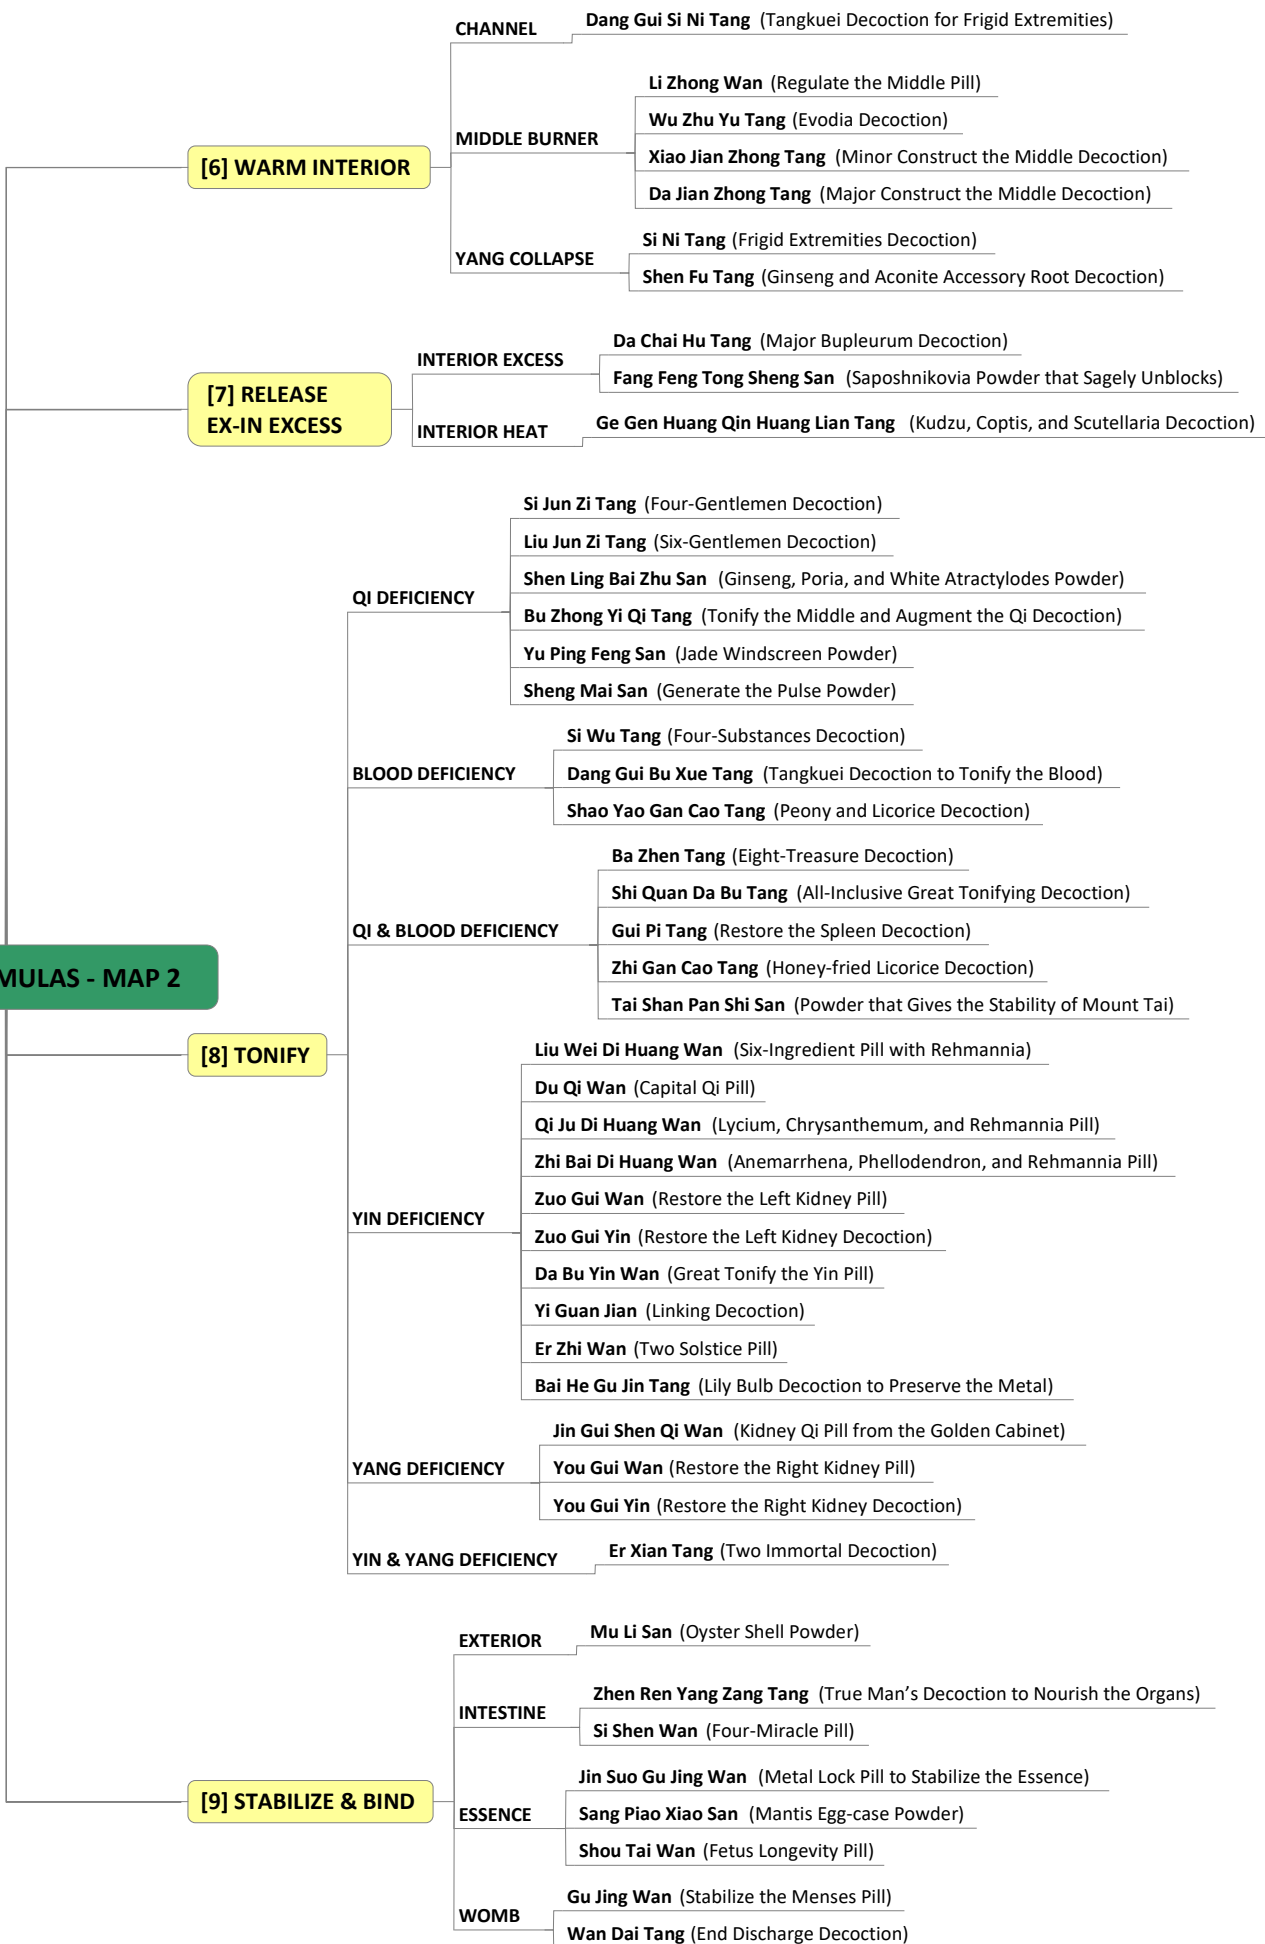 CHANNEL
Dang Gui Si Ni Tang (Tangkuei Decoction for Frigid Extremities)
[6] WARM INTERIOR
MIDDLE BURNER
Li Zhong Wan (Regulate the Middle Pill)
Wu Zhu Yu Tang (Evodia Decoction)
Xiao Jian Zhong Tang (Minor Construct the Middle Decoction)
Da Jian Zhong Tang (Major Construct the Middle Decoction)
YANG COLLAPSE
Si Ni Tang (Frigid Extremities Decoction)
Shen Fu Tang (Ginseng and Aconite Accessory Root Decoction)
[7] RELEASE
EX-IN EXCESS
INTERIOR EXCESS
Da Chai Hu Tang (Major Bupleurum Decoction)
Fang Feng Tong Sheng San (Saposhnikovia Powder that Sagely Unblocks)
INTERIOR HEAT
Ge Gen Huang Qin Huang Lian Tang (Kudzu, Coptis, and Scutellaria Decoction)
MULAS - MAP 2
[8] TONIFY
QI DEFICIENCY
Si Jun Zi Tang (Four-Gentlemen Decoction)
Liu Jun Zi Tang (Six-Gentlemen Decoction)
Shen Ling Bai Zhu San (Ginseng, Poria, and White Atractylodes Powder)
Bu Zhong Yi Qi Tang (Tonify the Middle and Augment the Qi Decoction)
Yu Ping Feng San (Jade Windscreen Powder)
Sheng Mai San (Generate the Pulse Powder)
BLOOD DEFICIENCY
Si Wu Tang (Four-Substances Decoction)
Dang Gui Bu Xue Tang (Tangkuei Decoction to Tonify the Blood)
Shao Yao Gan Cao Tang (Peony and Licorice Decoction)
QI & BLOOD DEFICIENCY
Ba Zhen Tang (Eight-Treasure Decoction)
Shi Quan Da Bu Tang (All-Inclusive Great Tonifying Decoction)
Gui Pi Tang (Restore the Spleen Decoction)
Zhi Gan Cao Tang (Honey-fried Licorice Decoction)
Tai Shan Pan Shi San (Powder that Gives the Stability of Mount Tai)
YIN DEFICIENCY
Liu Wei Di Huang Wan (Six-Ingredient Pill with Rehmannia)
Du Qi Wan (Capital Qi Pill)
Qi Ju Di Huang Wan (Lycium, Chrysanthemum, and Rehmannia Pill)
Zhi Bai Di Huang Wan (Anemarrhena, Phellodendron, and Rehmannia Pill)
Zuo Gui Wan (Restore the Left Kidney Pill)
Zuo Gui Yin (Restore the Left Kidney Decoction)
Da Bu Yin Wan (Great Tonify the Yin Pill)
Yi Guan Jian (Linking Decoction)
Er Zhi Wan (Two Solstice Pill)
Bai He Gu Jin Tang (Lily Bulb Decoction to Preserve the Metal)
YANG DEFICIENCY
Jin Gui Shen Qi Wan (Kidney Qi Pill from the Golden Cabinet)
You Gui Wan (Restore the Right Kidney Pill)
You Gui Yin (Restore the Right Kidney Decoction)
YIN & YANG DEFICIENCY
Er Xian Tang (Two Immortal Decoction)
[9] STABILIZE & BIND
EXTERIOR
Mu Li San (Oyster Shell Powder)
INTESTINE
Zhen Ren Yang Zang Tang (True Man’s Decoction to Nourish the Organs)
Si Shen Wan (Four-Miracle Pill)
ESSENCE
Jin Suo Gu Jing Wan (Metal Lock Pill to Stabilize the Essence)
Sang Piao Xiao San (Mantis Egg-case Powder)
Shou Tai Wan (Fetus Longevity Pill)
WOMB
Gu Jing Wan (Stabilize the Menses Pill)
Wan Dai Tang (End Discharge Decoction)